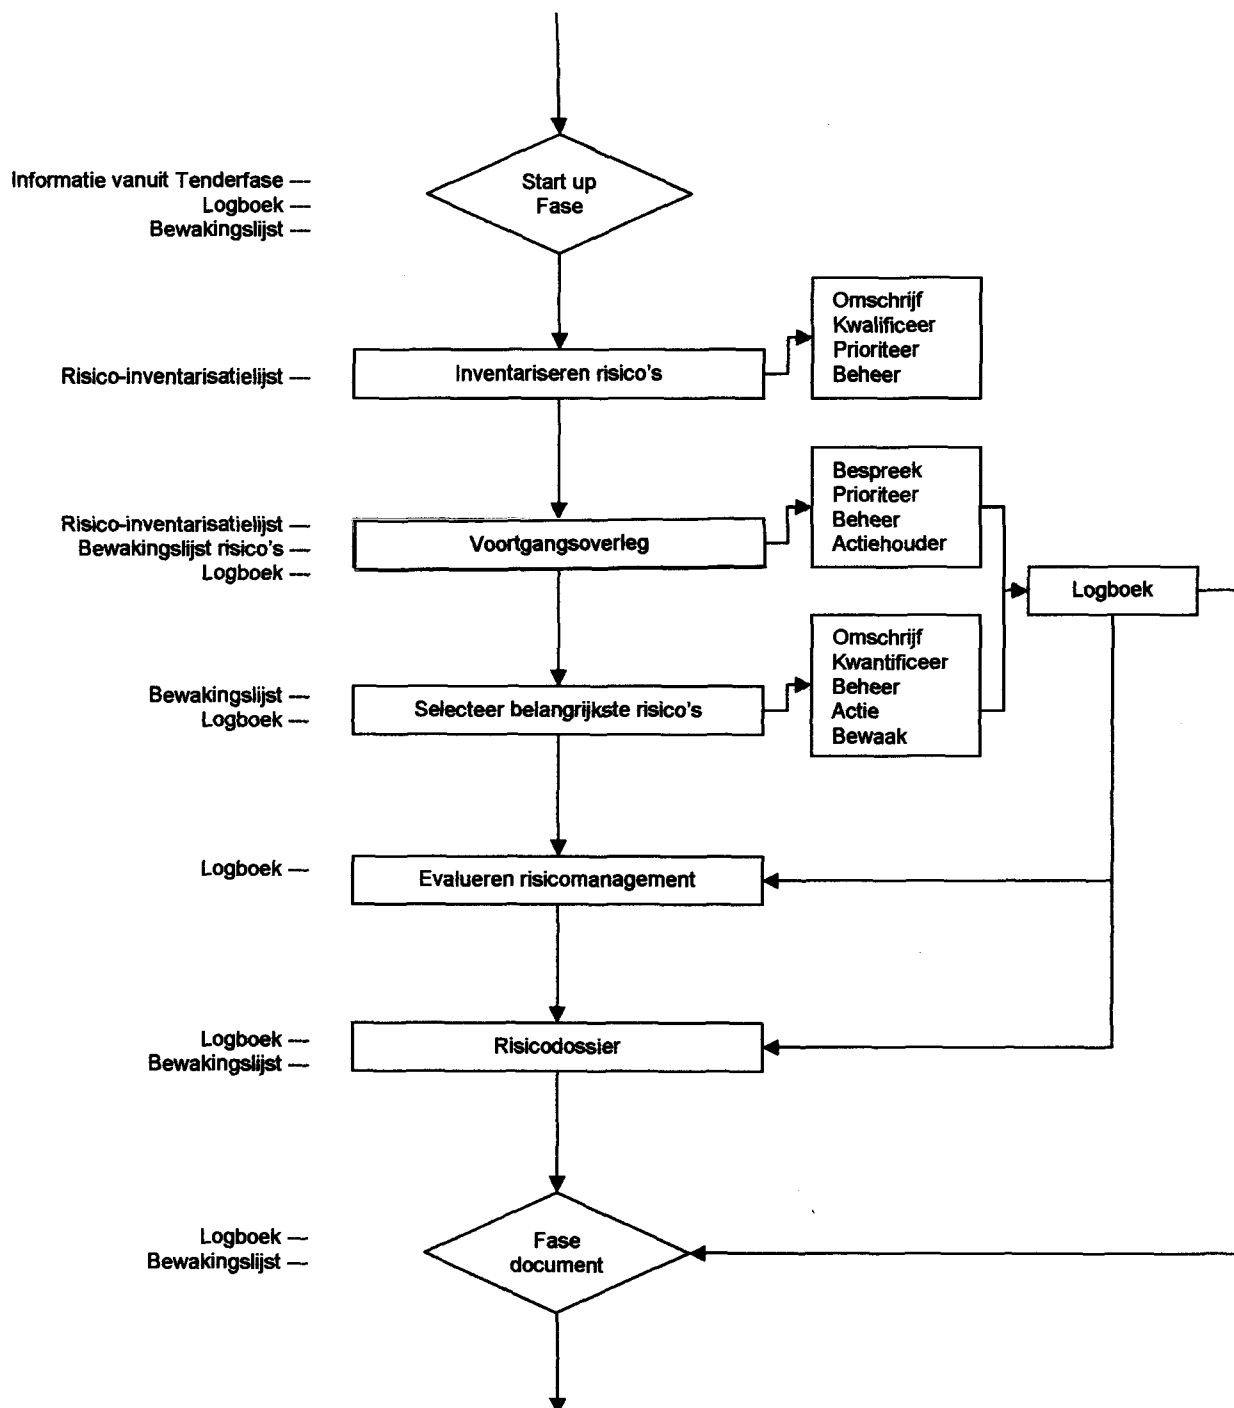 Informatie vanuit Tenderfase —
Logboek —
Bewakingslijst —
Start up
Fase
Risico-inventarisatielijst —
Inventariseren risico's
Omschrijf
Kwalificeer
Prioriteer
Beheer
Risico-inventarisatielijst —
Bewakingslijst risico's —
Logboek —
Voortgangsoverleg
Bespreek
Prioriteer
Beheer
Actiehouder
Logboek
Bewakingslijst —
Logboek —
Selecteer belangrijkste risico's
Omschrijf
Kwantificeer
Beheer
Actie
Bewaak
Logboek —
Evalueren risicomanagement
Logboek —
Bewakingslijst —
Risicodossier
Logboek —
Bewakingslijst —
Fase
document